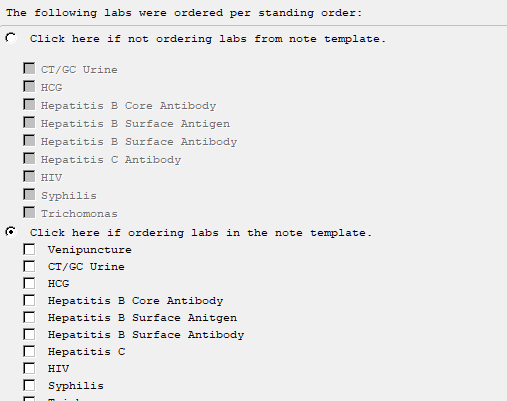 The following labs were ordered per standing order:
Click here if not ordering labs from note template.
CT/GC Urine
HCG
Hepatitis B Core Antibody
Hepatitis B Surface Antigen
Hepatitis B Surface Antibody
Hepatitis C Antibody
HIV
Syphilis
Trichomonas
Click here if ordering labs in the note template.
Venipuncture
CT/GC Urine
HCG
Hepatitis B Core Antibody
Hepatitis B Surface Anitgen
Hepatitis B Surface Antibody
Hepatitis C
HIV
Syphilis